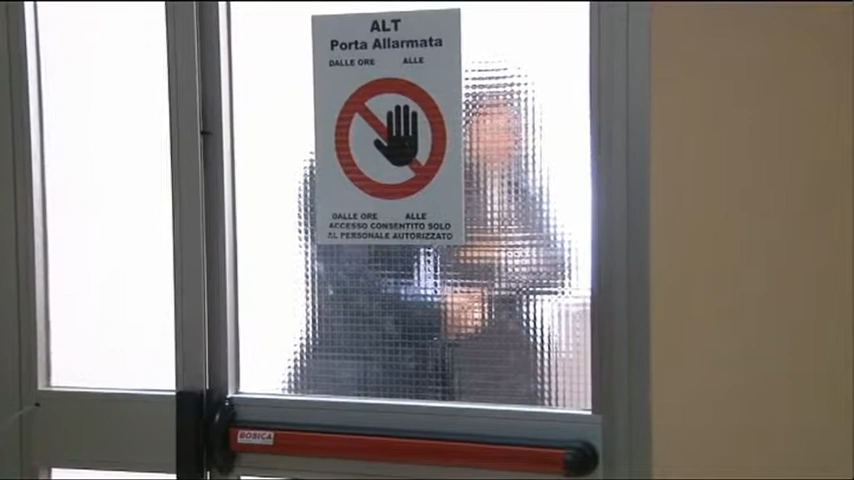 ALT
Porta Allarmata
DALLE ORE ALLE
DALLE ORE ALLE
ACCESSO CONSENTITO SOLO
AL PERSONALE AUTORIZZATO
BOSICA